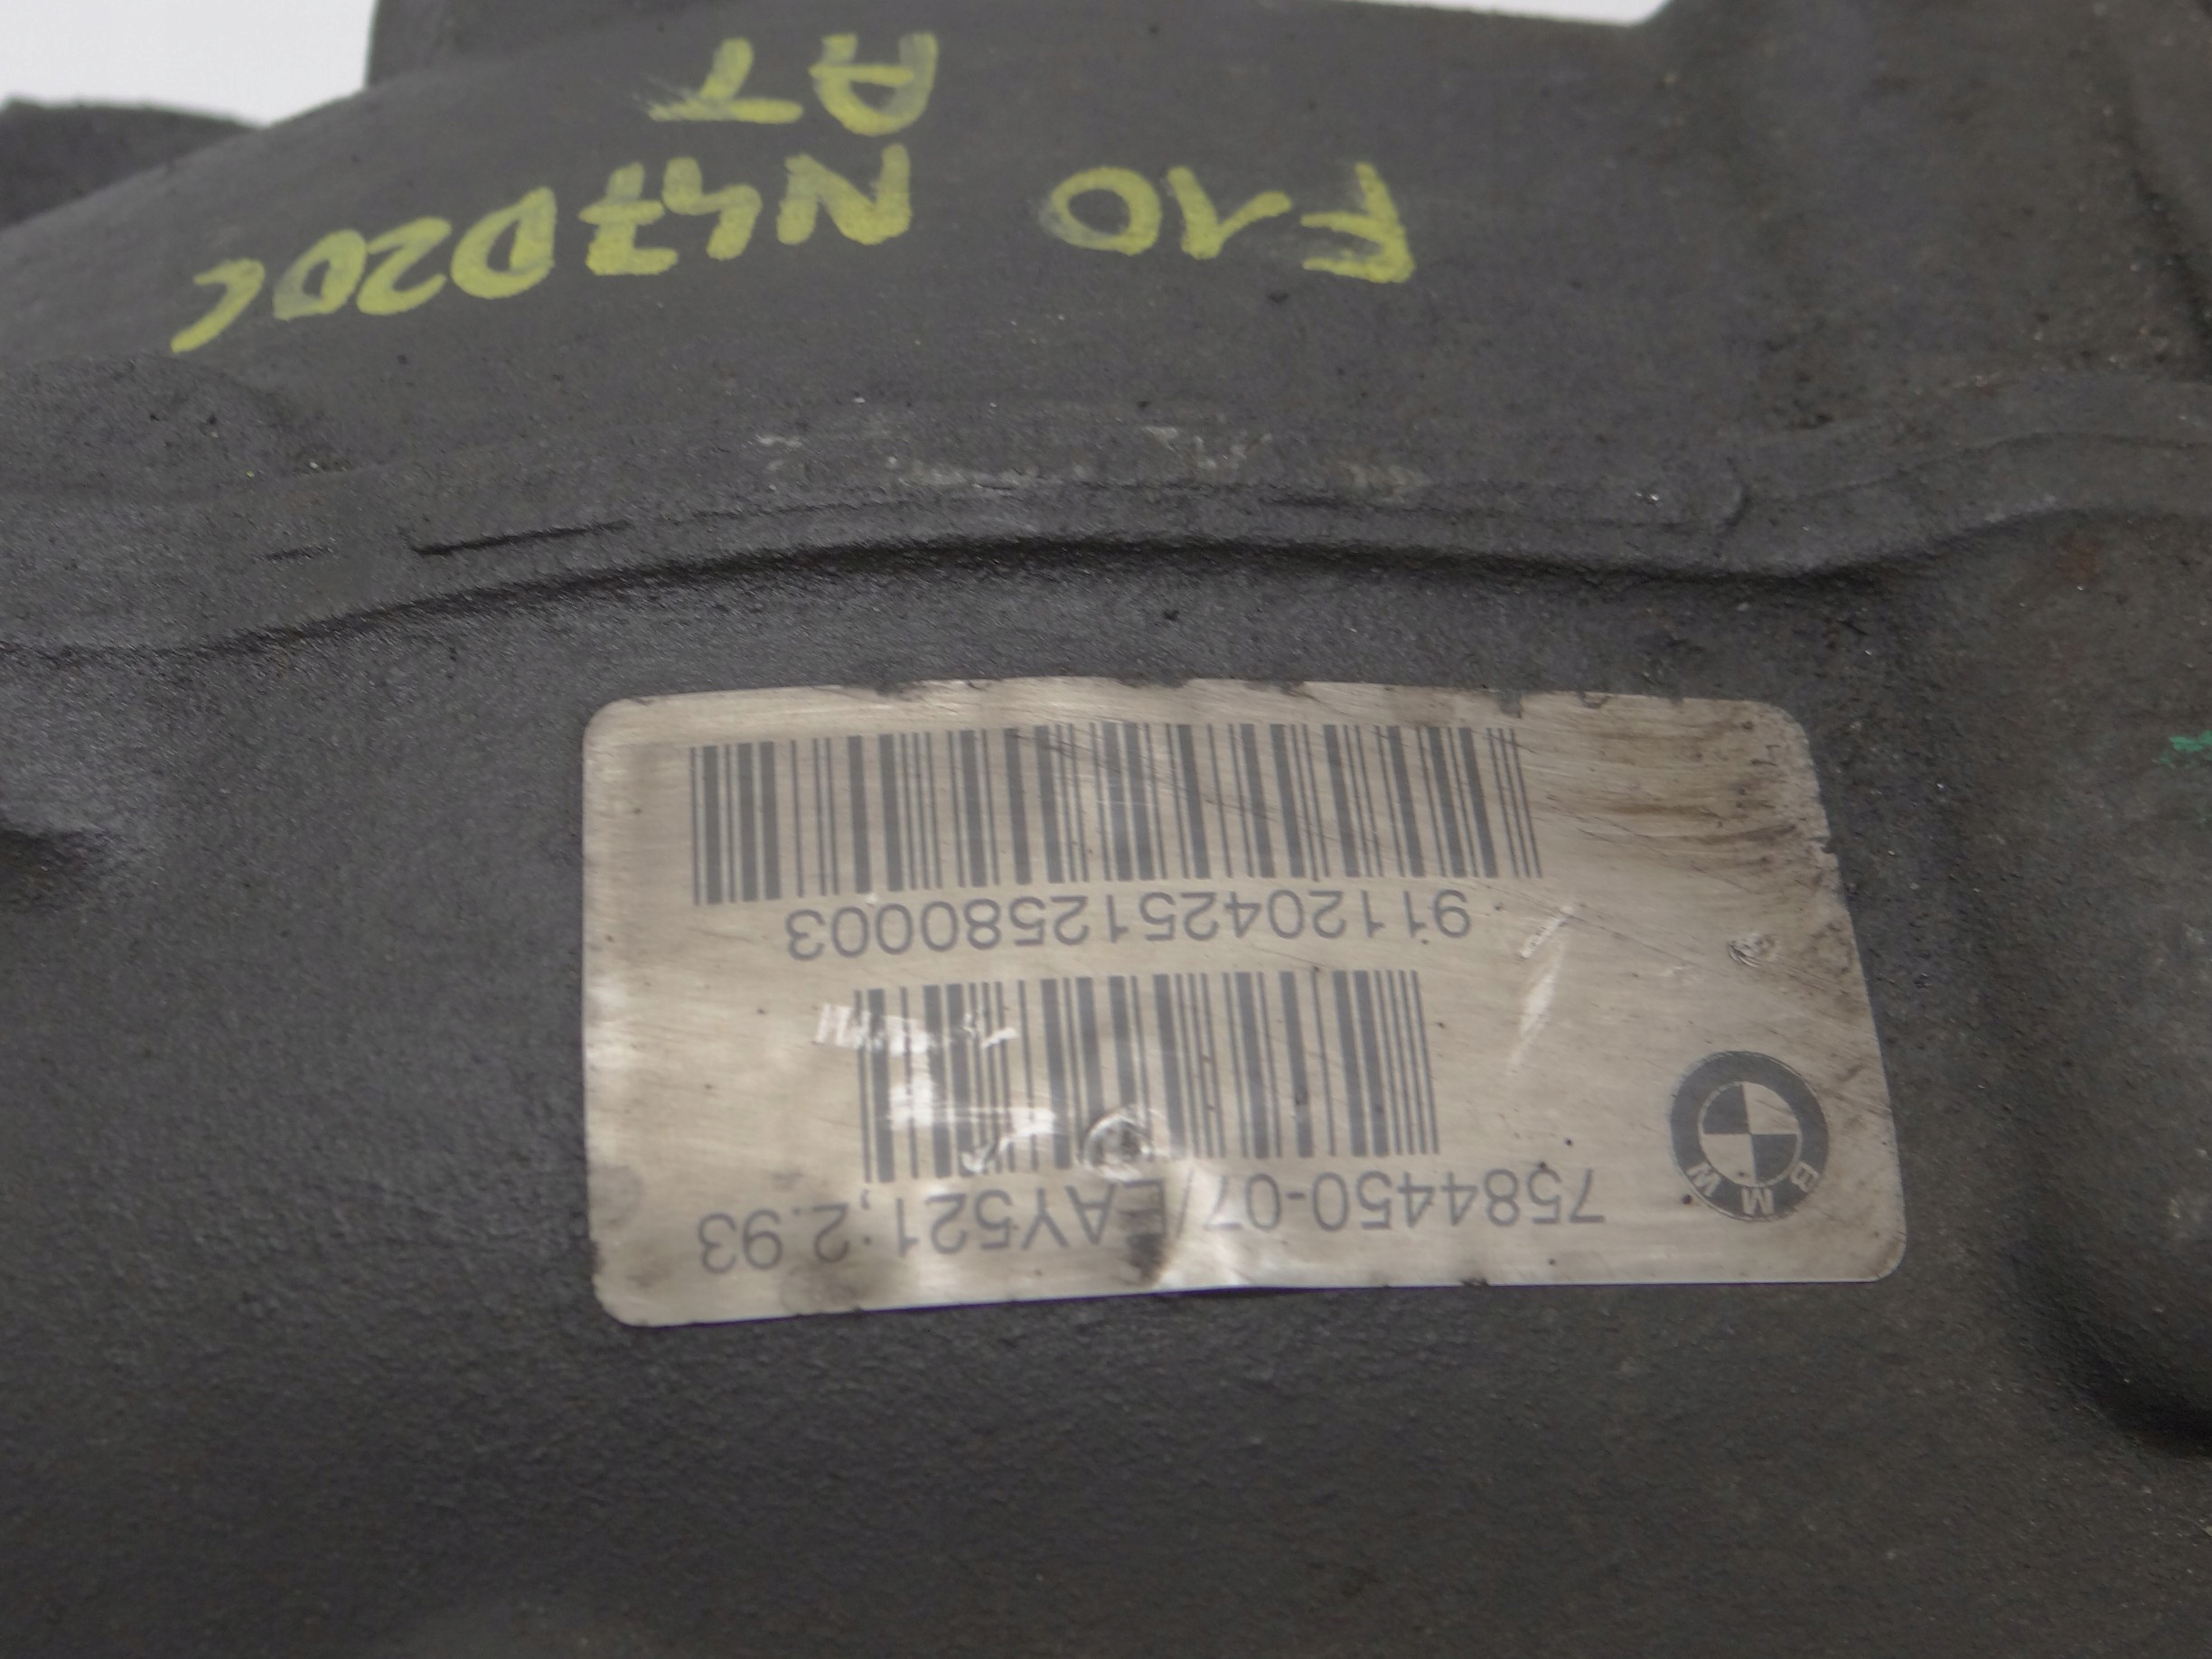 BMW
7584450-07/EAY521;2.93
9112042512580003
F10 N47D20C
AT